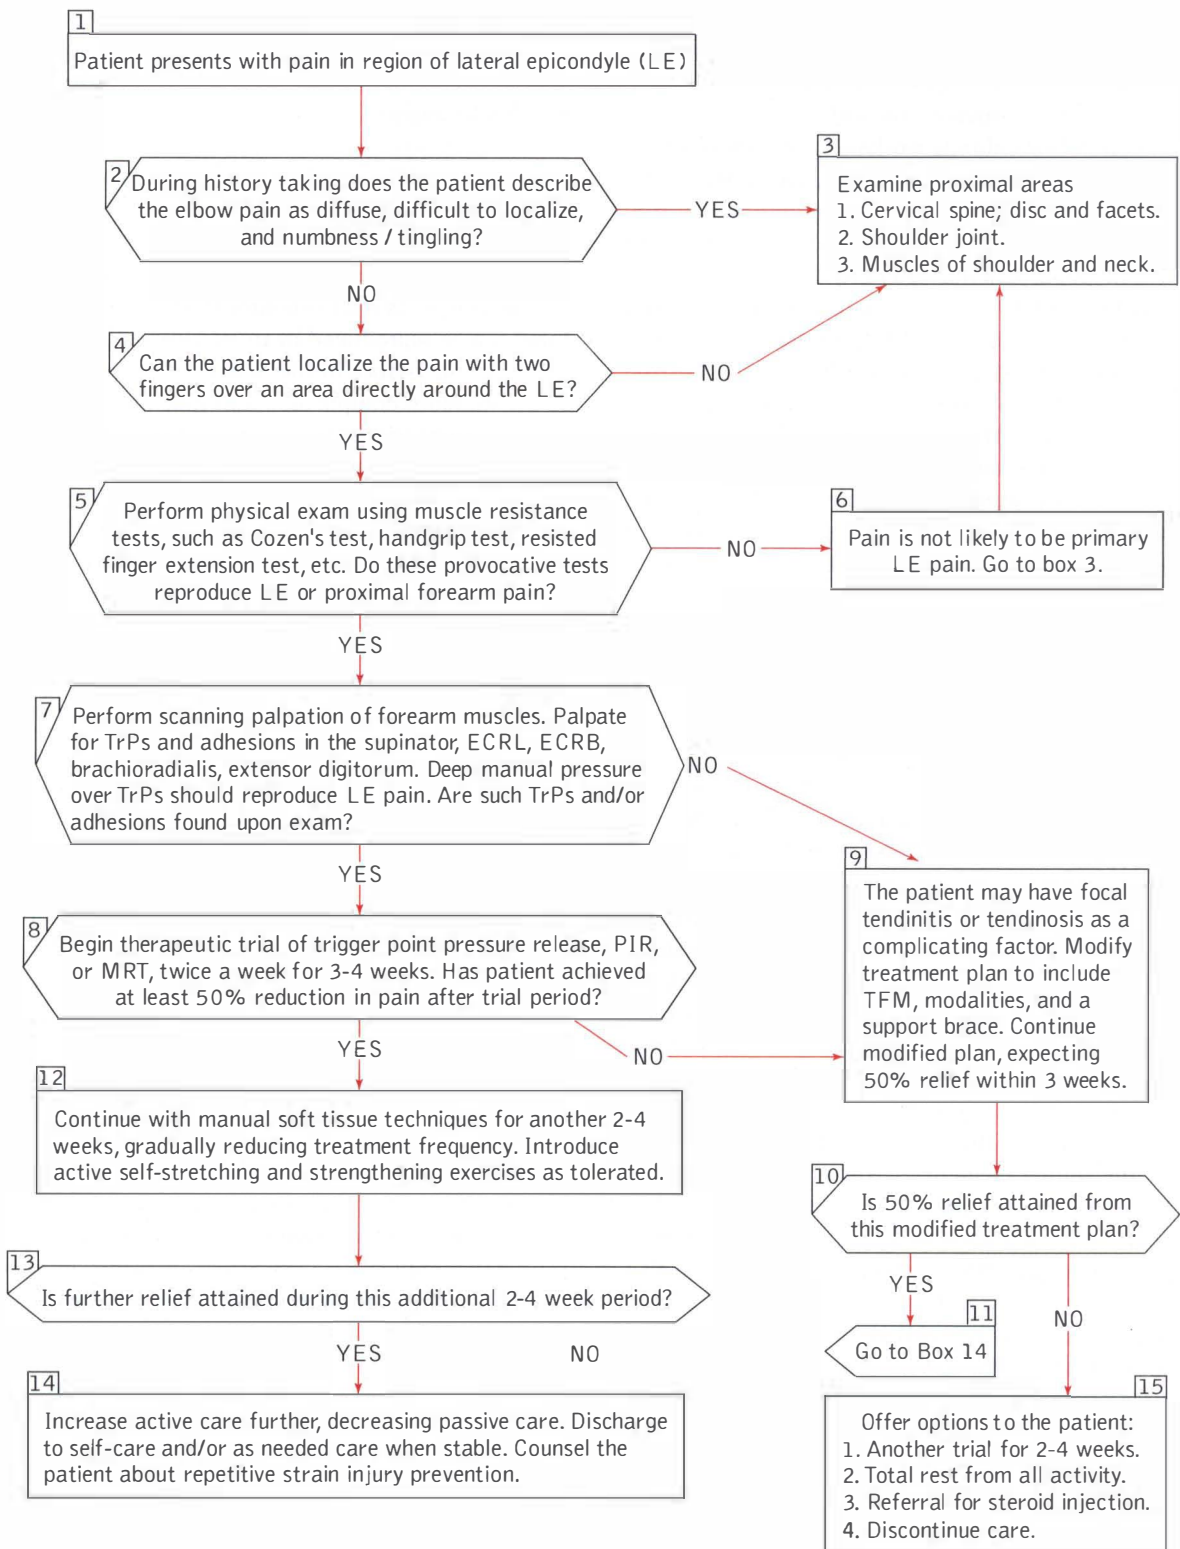 1
Patient presents with pain in region of lateral epicondyle (LE)
2
During history taking does the patient describe
the elbow pain as diffuse, difficult to localize,
and numbness / tingling?
YES
3
Examine proximal areas
1. Cervical spine; disc and facets.
2. Shoulder joint.
3. Muscles of shoulder and neck.
NO
4
Can the patient localize the pain with two
fingers over an area directly around the LE?
NO
YES
5
Perform physical exam using muscle resistance
tests, such as Cozen's test, handgrip test, resisted
finger extension test, etc. Do these provocative tests
reproduce LE or proximal forearm pain?
NO
6
Pain is not likely to be primary
LE pain. Go to box 3.
YES
7
Perform scanning palpation of forearm muscles. Palpate
for TrPs and adhesions in the supinator, ECRL, ECRB,
brachioradialis, extensor digitorum. Deep manual pressure
over TrPs should reproduce LE pain. Are such TrPs and/or
adhesions found upon exam?
NO
YES
8
Begin therapeutic trial of trigger point pressure release, PIR,
or MRT, twice a week for 3-4 weeks. Has patient achieved
at least 50% reduction in pain after trial period?
NO
YES
9
The patient may have focal
tendinitis or tendinosis as a
complicating factor. Modify
treatment plan to include
TFM, modalities, and a
support brace. Continue
modified plan, expecting
50% relief within 3 weeks.
12
Continue with manual soft tissue techniques for another 2-4
weeks, gradually reducing treatment frequency. Introduce
active self-stretching and strengthening exercises as tolerated.
10
Is 50% relief attained from
this modified treatment plan?
YES
NO
11
Go to Box 14
13
Is further relief attained during this additional 2-4 week period?
YES
NO
14
Increase active care further, decreasing passive care. Discharge
to self-care and/or as needed care when stable. Counsel the
patient about repetitive strain injury prevention.
15
Offer options to the patient:
1. Another trial for 2-4 weeks.
2. Total rest from all activity.
3. Referral for steroid injection.
4. Discontinue care.